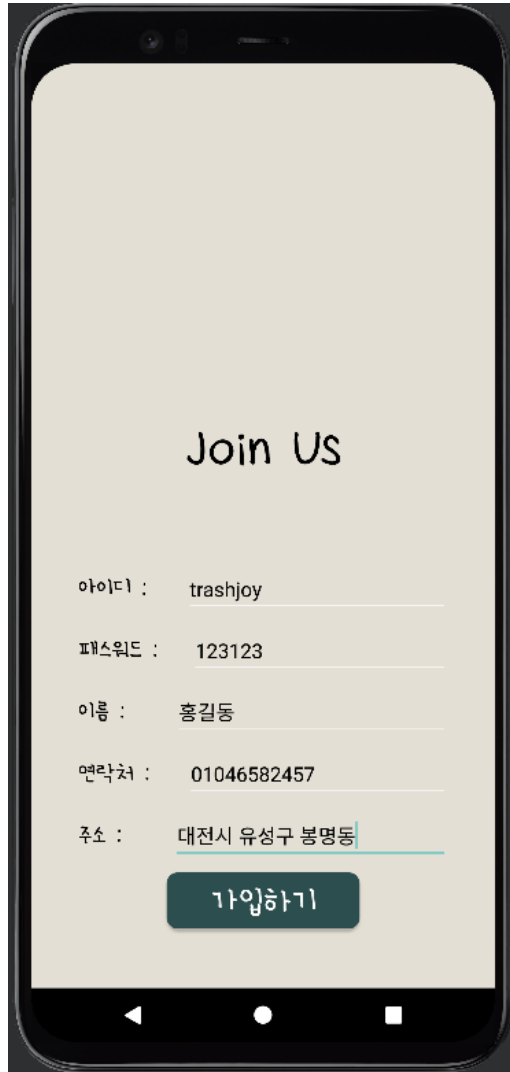 Join Us
아이디 : trashjoy
패스워드 : 123123
이름 : 홍길동
연락처 : 01046582457
주소 : 대전시 유성구 봉명동
가입하기